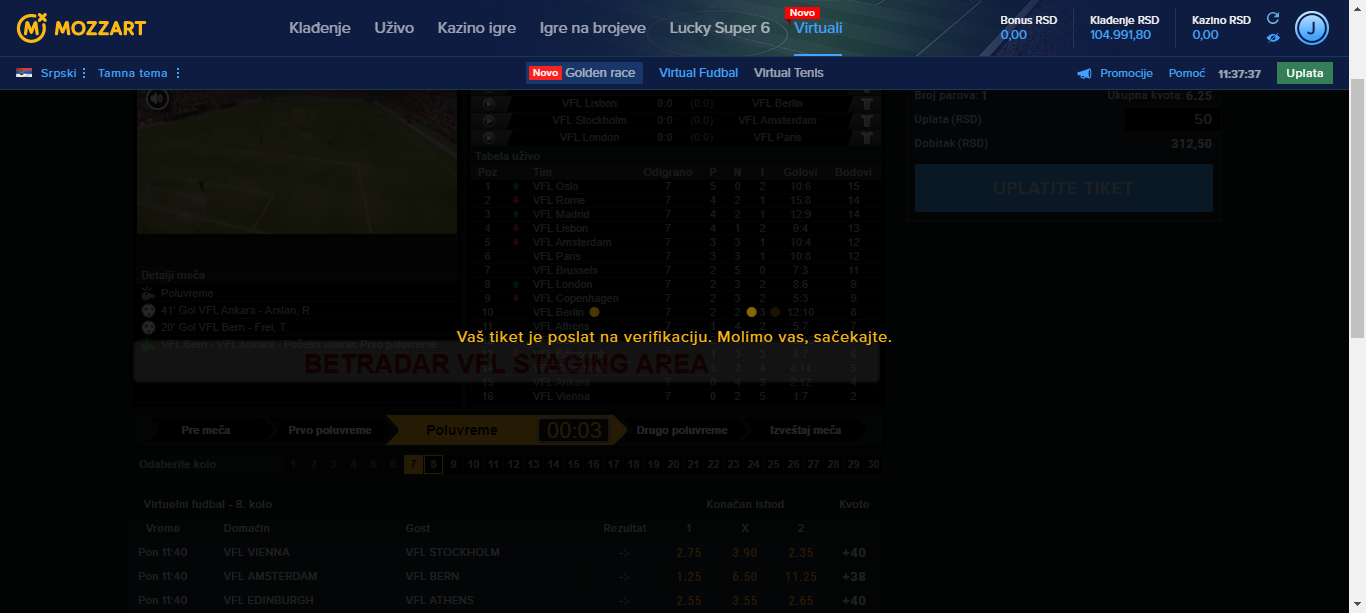 MOZZART
Klađenje Uživo Kazino igre Igre na brojeve Lucky Super 6 Novo Virtuali
Bonus RSD 0,00 Klađenje RSD 104.991,80 Kazino RSD 0,00 J
Srpski Tamna tema Novo Golden race Virtual Fudbal Virtual Tenis Promocije Pomoć 11:37:37 Uplata
VFL Lisbon 0:0 (0:0) VFL Berlin
VFL Stockholm 0:0 (0:0) VFL Amsterdam
VFL London 0:0 (0:0) VFL Paris
Broj parova: 1 Ukupna kvota: 6.25
Uplata (RSD) 50
Dobitak (RSD) 312,50
UPLATITE TIKET
Tabela uživo
Poz Tim Odigrano P N I Golovi Bodovi
1 VFL Oslo 7 5 0 2 10:6 15
2 VFL Rome 7 4 2 1 15:8 14
3 VFL Madrid 7 4 2 1 12:9 14
4 VFL Lisbon 7 4 1 2 9:4 13
5 VFL Amsterdam 7 3 3 1 10:4 12
6 VFL Paris 7 3 3 1 10:8 12
7 VFL Brussels 7 2 5 0 7:3 11
8 VFL London 7 2 3 2 8:6 9
9 VFL Copenhagen 7 2 3 2 5:3 9
10 VFL Berlin 7 2 2 3 12:10 8
11 VFL Athens 7 1 4 2 5:7
15 VFL Ankara 7 0 4 3 2:12 4
16 VFL Vienna 7 0 2 5 1:7 2
Detalji meča
Poluvreme
41' Gol VFL Ankara - Arslan, R.
20' Gol VFL Bern - Frei, T.
VFL Bern - VFL Ankara - Početni udarac Prvo poluvreme
Vaš tiket je poslat na verifikaciju. Molimo vas, sačekajte.
BETRADAR VFL STAGING AREA
Pre meča Prvo poluvreme Poluvreme 00:03 Drugo poluvreme Izveštaj meča
Odaberite kolo 1 2 3 4 5 6 7 8 9 10 11 12 13 14 15 16 17 18 19 20 21 22 23 24 25 26 27 28 29 30
Virtuelni fudbal - 8. kolo Konačan ishod Kvote
Vreme Domaćin Gost Rezultat 1 X 2
Pon 11:40 VFL VIENNA VFL STOCKHOLM -:- 2.75 3.90 2.35 +40
Pon 11:40 VFL AMSTERDAM VFL BERN -:- 1.25 6.50 11.25 +38
Pon 11:40 VFL EDINBURGH VFL ATHENS -:- 2.55 3.55 2.65 +40